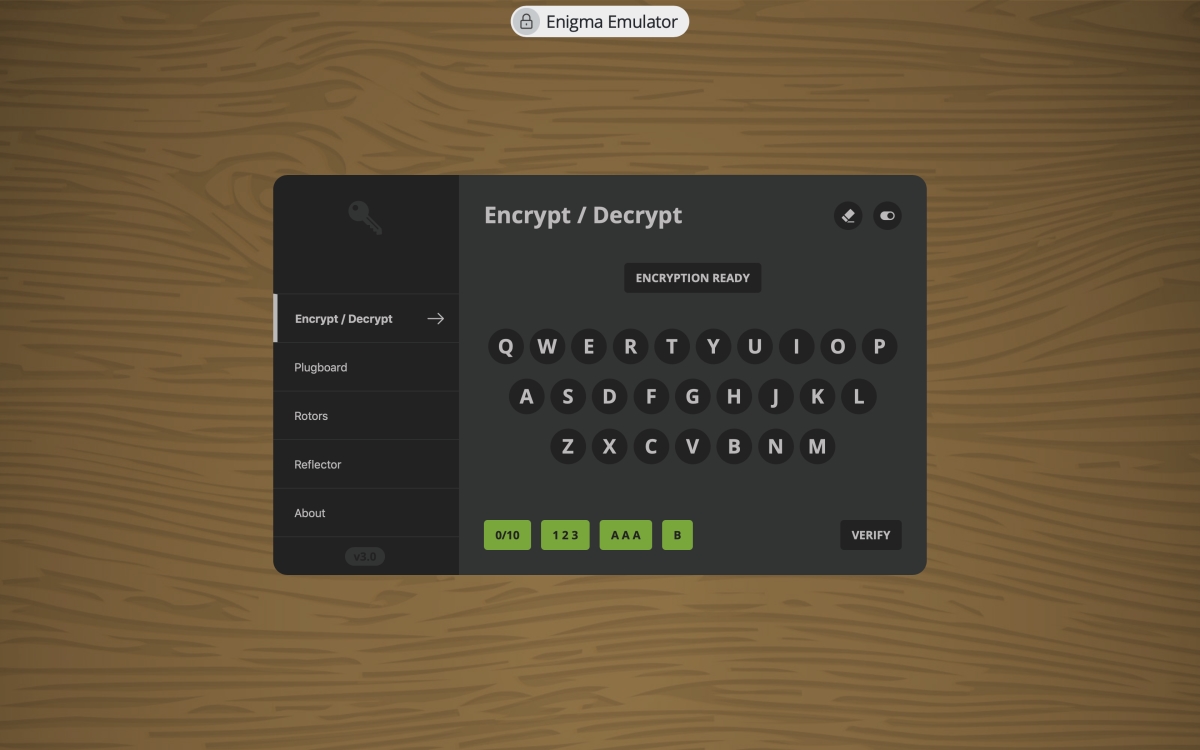 Enigma Emulator
Encrypt / Decrypt
Plugboard
Rotors
Reflector
About
v3.0
Encrypt / Decrypt
ENCRYPTION READY
Q W E R T Y U I O P
A S D F G H J K L
Z X C V B N M
0/10 1 2 3 A A A B VERIFY